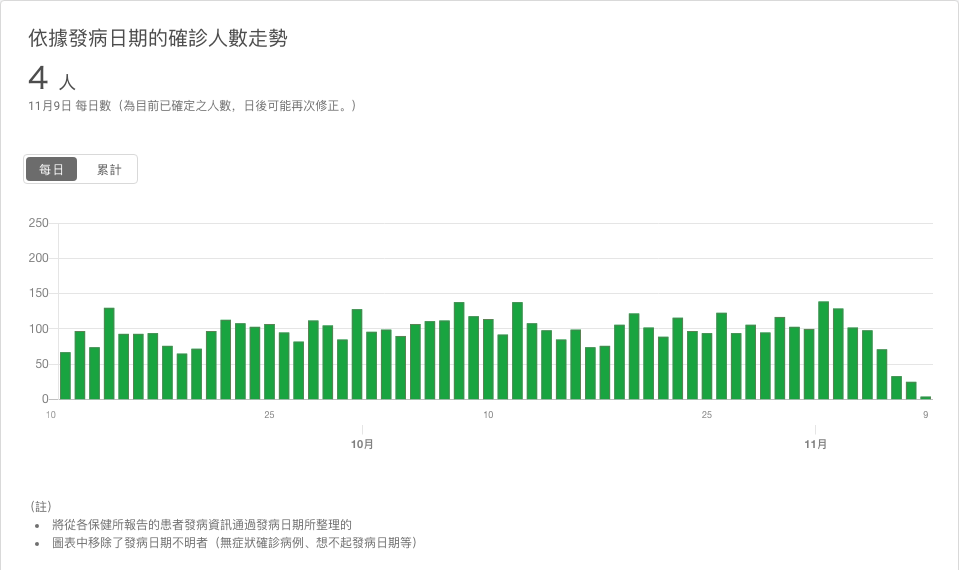 依據發病日期的確診人數走勢
4 人
11月9日 每日數（為目前已確定之人數，日後可能再次修正。）
每日 累計
250
200
150
100
50
0
10 25 10 25 9
10月 11月
（註）
• 將從各保健所報告的患者發病資訊通過發病日期所整理的
• 圖表中移除了發病日期不明者（無症狀確診病例、想不起發病日期等）